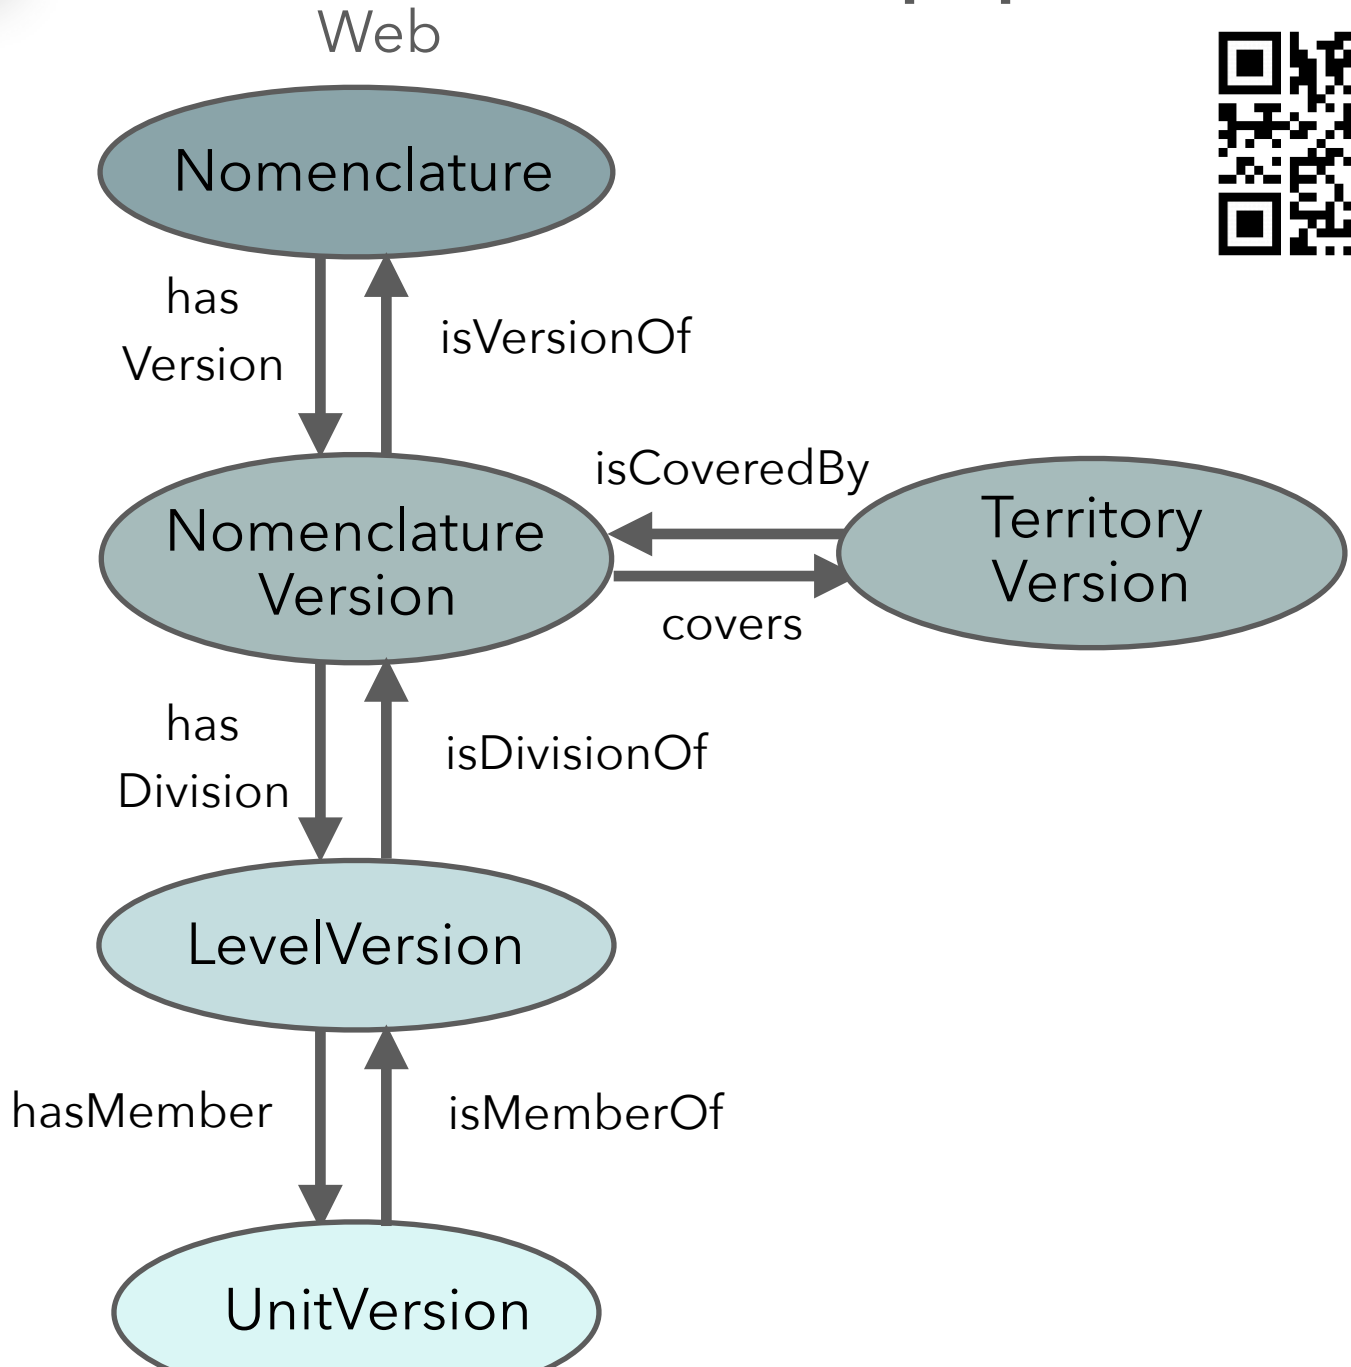 Web
Nomenclature
has
Version
isVersionOf
isCoveredBy
Nomenclature
Version
Territory
Version
covers
has
Division
isDivisionOf
LevelVersion
hasMember
isMemberOf
UnitVersion